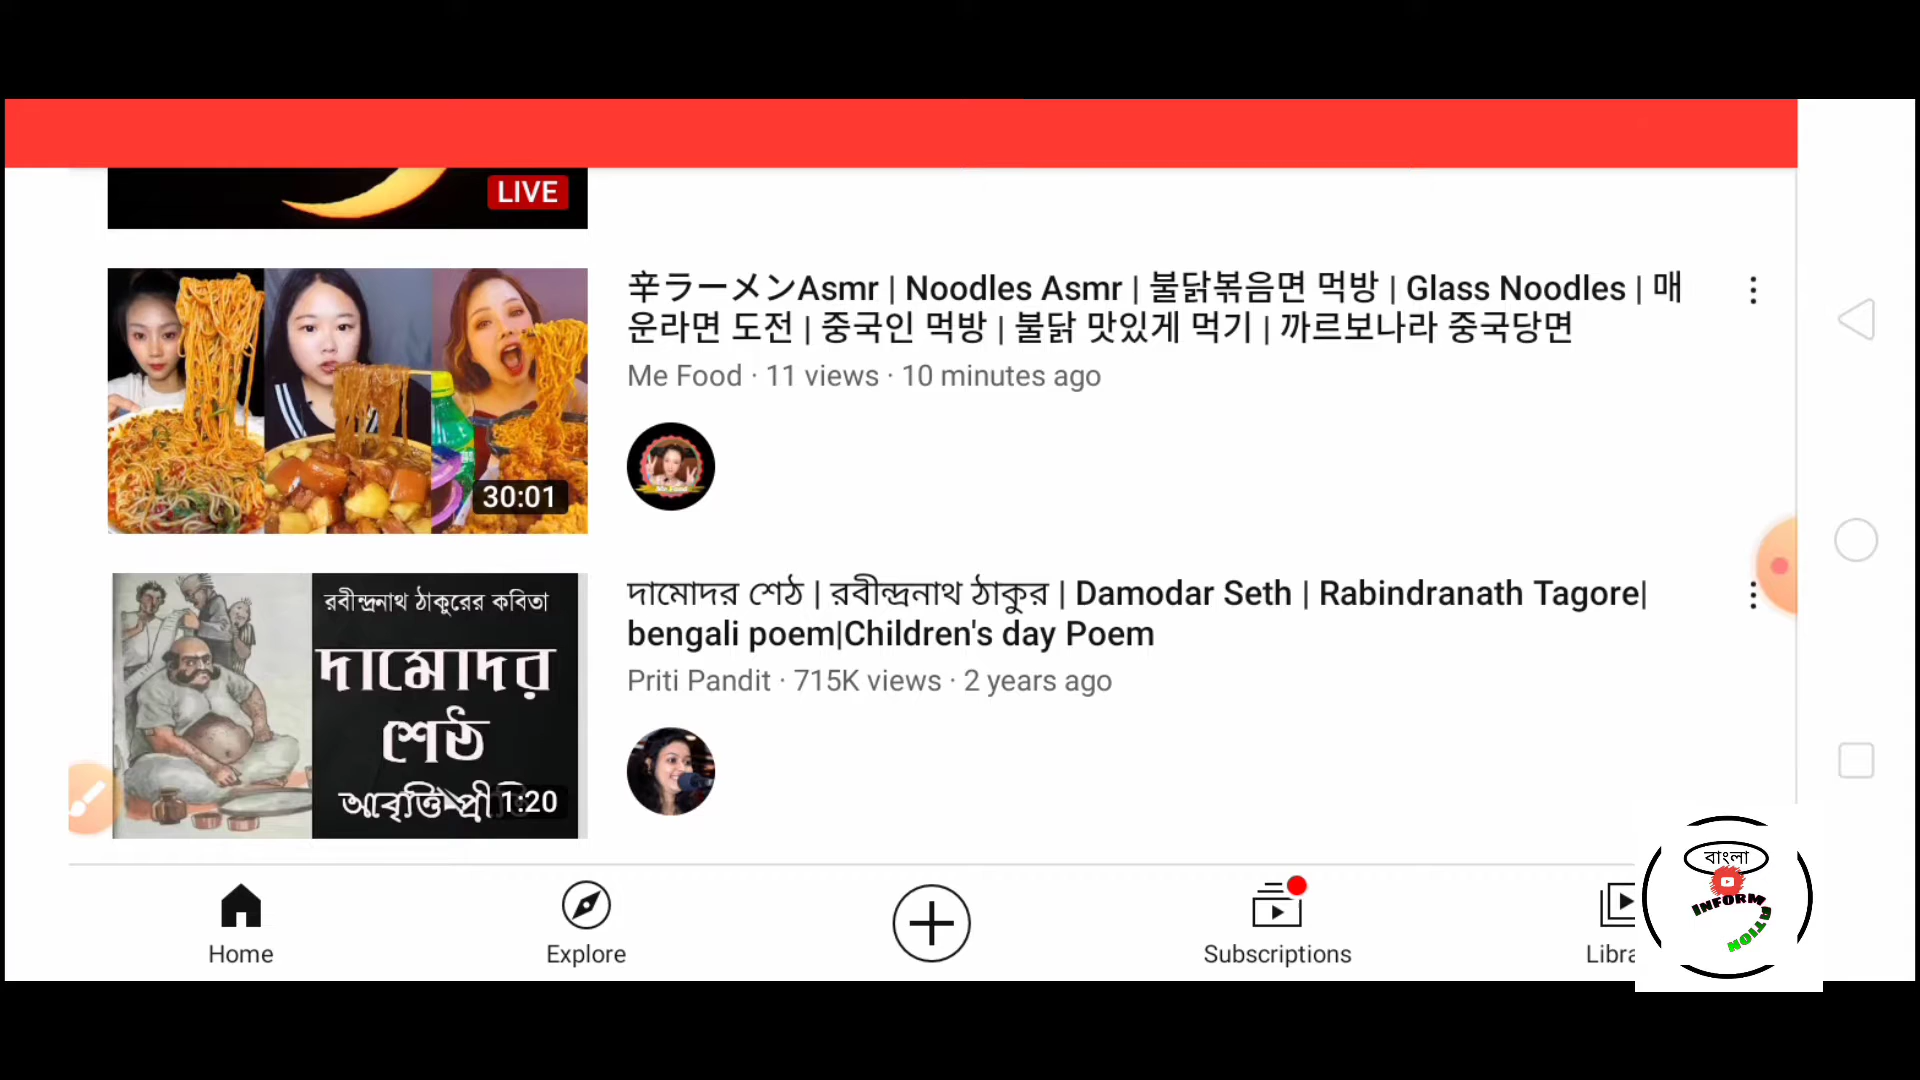 LIVE
辛ラーメンAsmr | Noodles Asmr | 불닭볶음면 먹방 | Glass Noodles | 매
운라면 도전 | 중국인 먹방 | 불닭 맛있게 먹기 | 까르보나라 중국당면
Me Food · 11 views · 10 minutes ago
30:01
Me Food
দামোদর শেঠ | রবীন্দ্রনাথ ঠাকুর | Damodar Seth | Rabindranath Tagore|
bengali poem|Children's day Poem
Priti Pandit · 715K views · 2 years ago
রবীন্দ্রনাথ ঠাকুরের কবিতা
দামোদর
শেঠ
আবৃত্তি-প্রীতি
1:20
Home
Explore
Subscriptions
Libra
বাংলা
INFORMATION